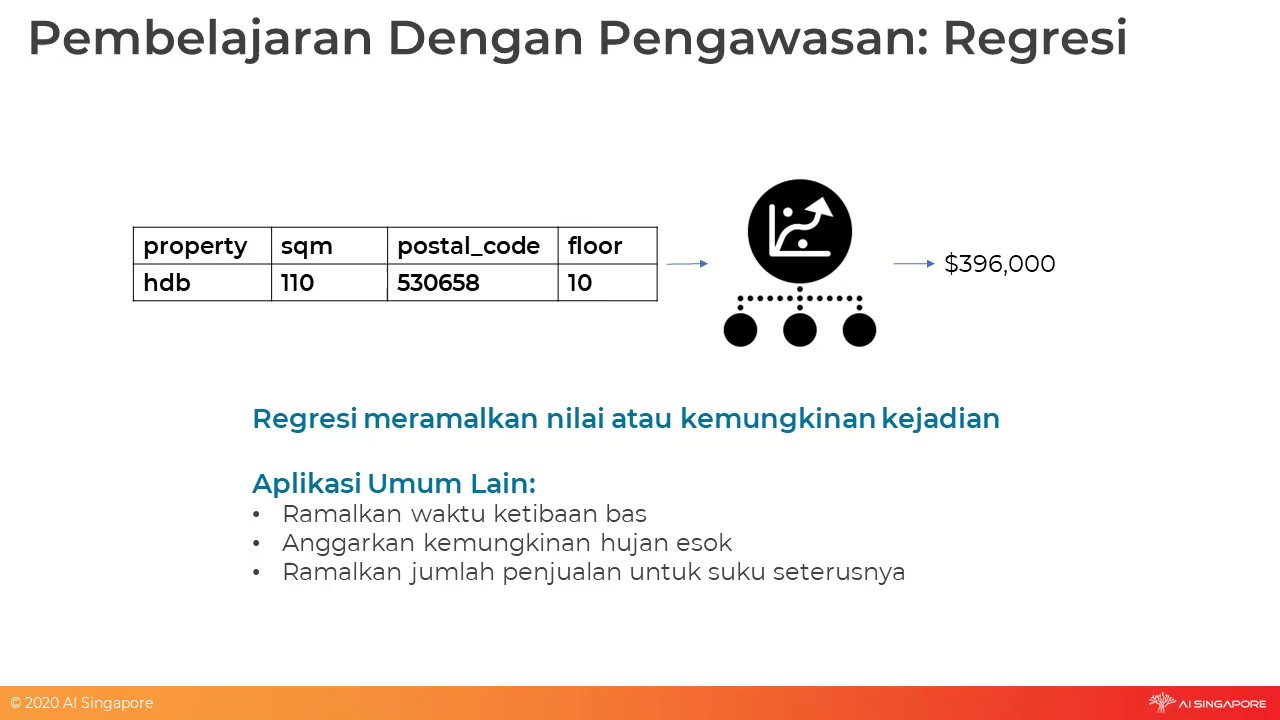 Pembelajaran Dengan Pengawasan: Regresi
property sqm postal_code floor
hdb 110 530658 10
$396,000
Regresi meramalkan nilai atau kemungkinan kejadian
Aplikasi Umum Lain:
• Ramalkan waktu ketibaan bas
• Anggarkan kemungkinan hujan esok
• Ramalkan jumlah penjualan untuk suku seterusnya
© 2020 AI Singapore
AI SINGAPORE